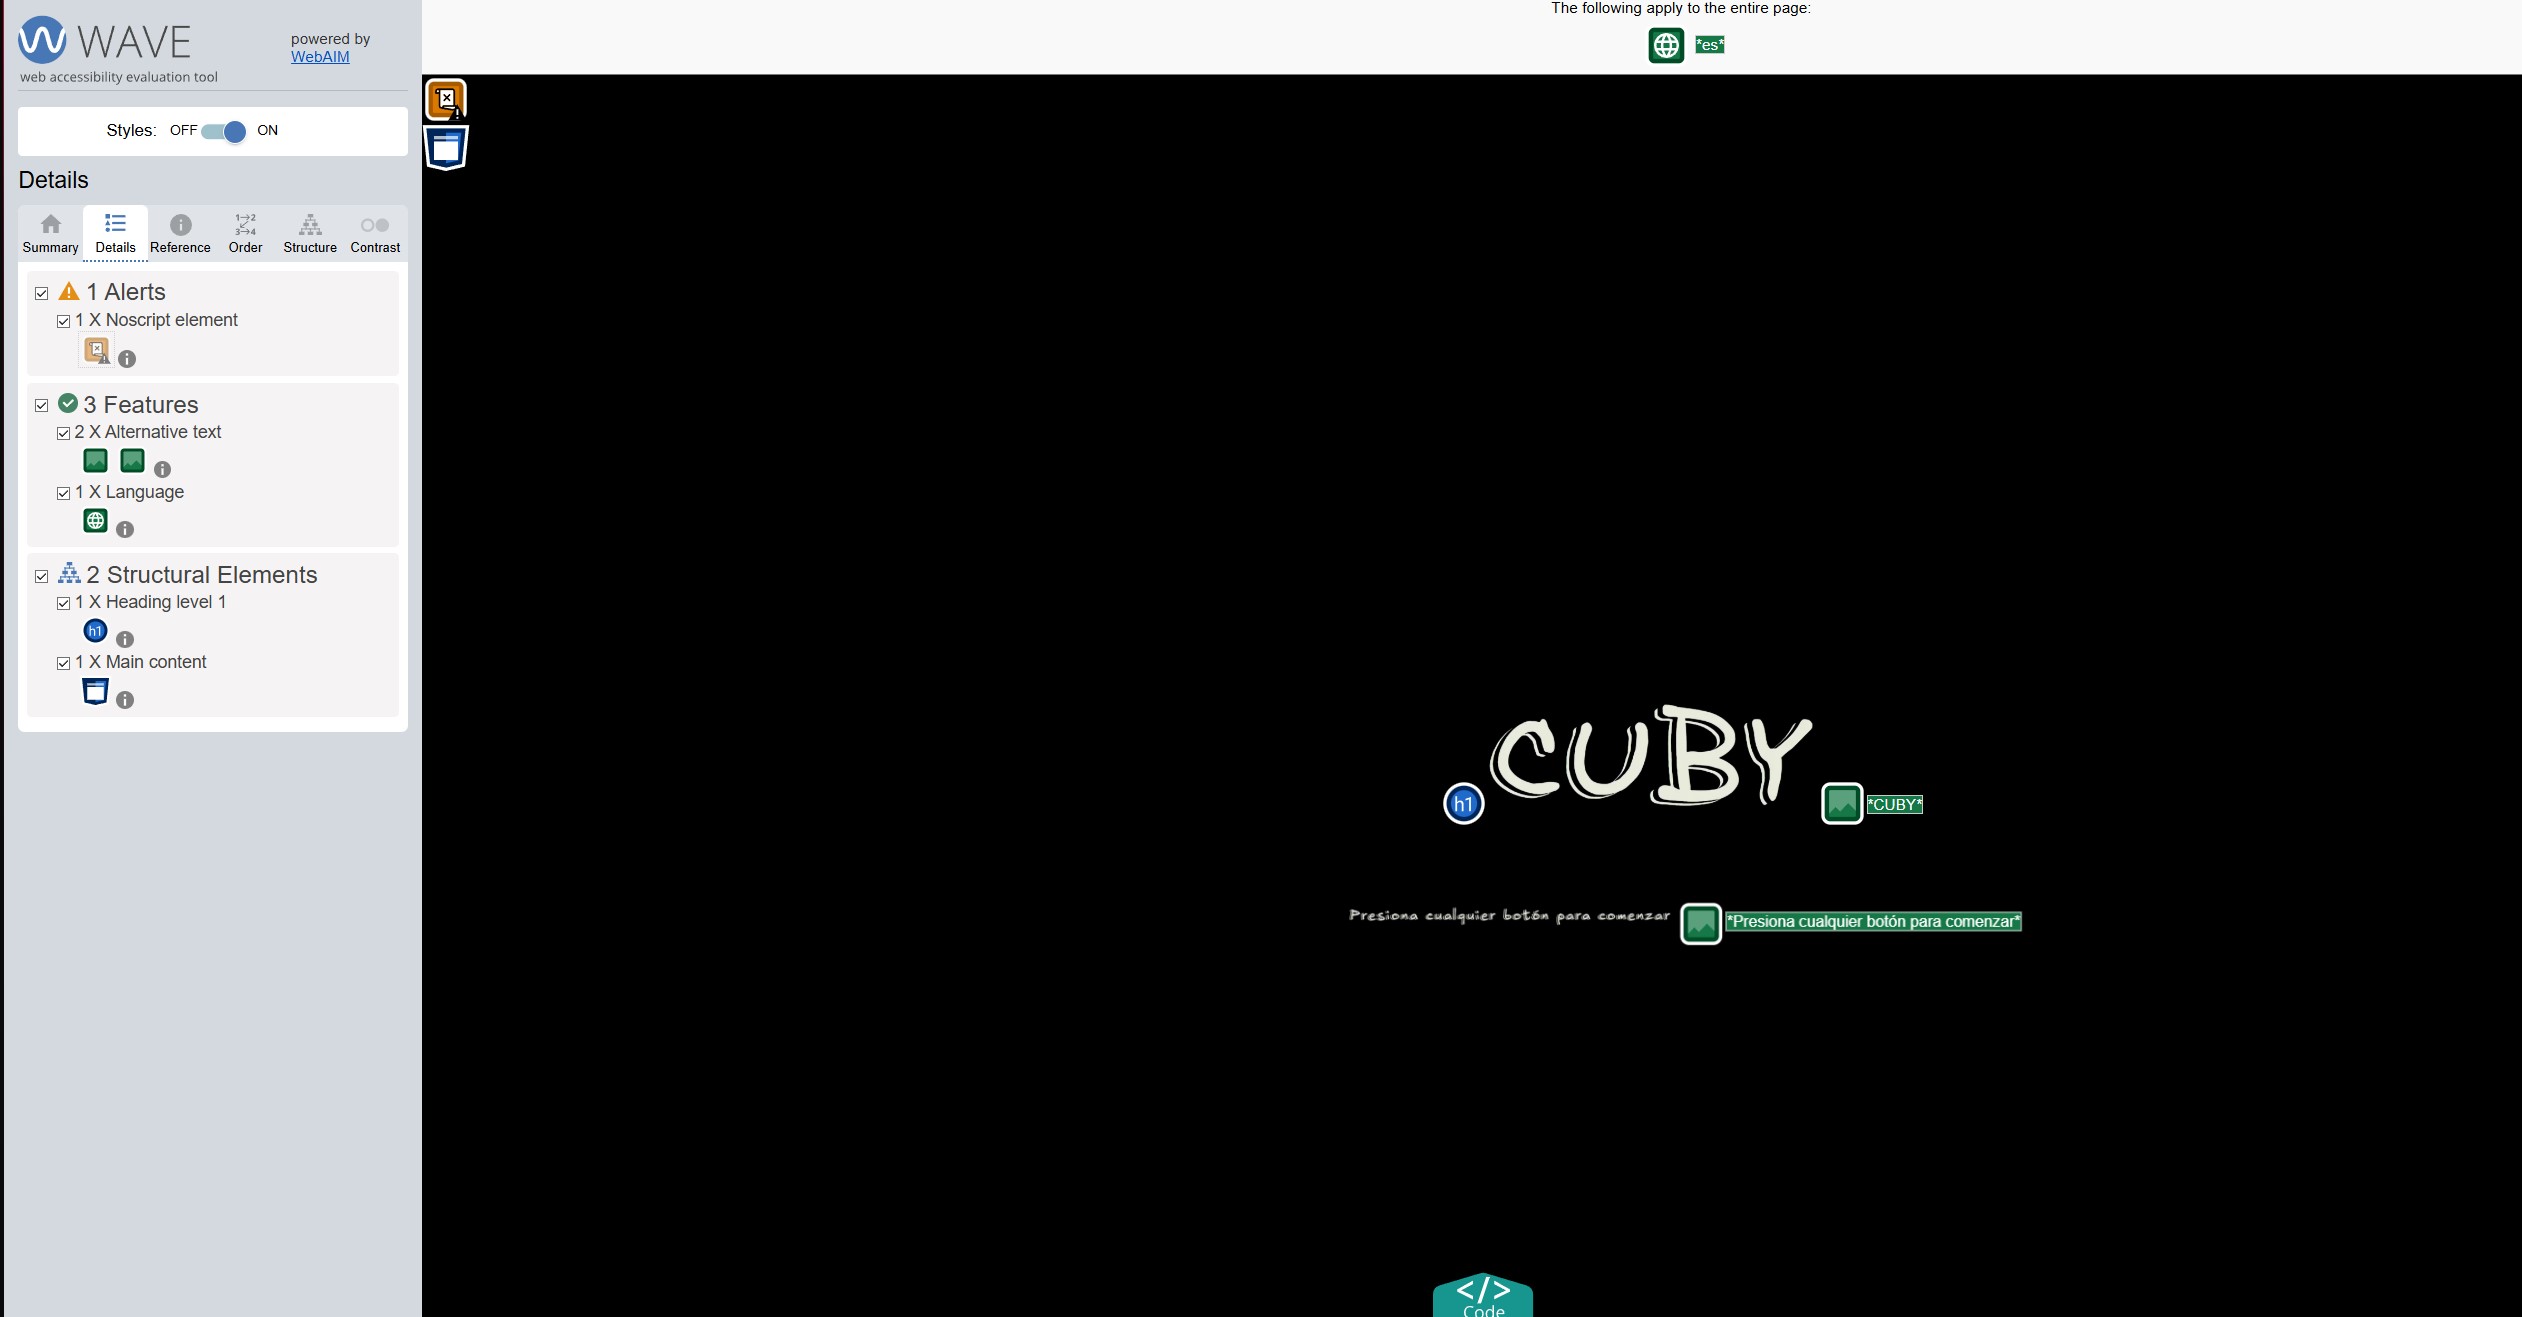 WAVE
powered by
WebAIM
web accessibility evaluation tool
Styles: OFF ON
Details
Summary Details Reference Order Structure Contrast
1 Alerts
1 X Noscript element
3 Features
2 X Alternative text
1 X Language
2 Structural Elements
1 X Heading level 1
h1
1 X Main content
The following apply to the entire page:
*es*
CUBY
h1 *CUBY*
Presiona cualquier botón para comenzar *Presiona cualquier botón para comenzar*
</>
Code